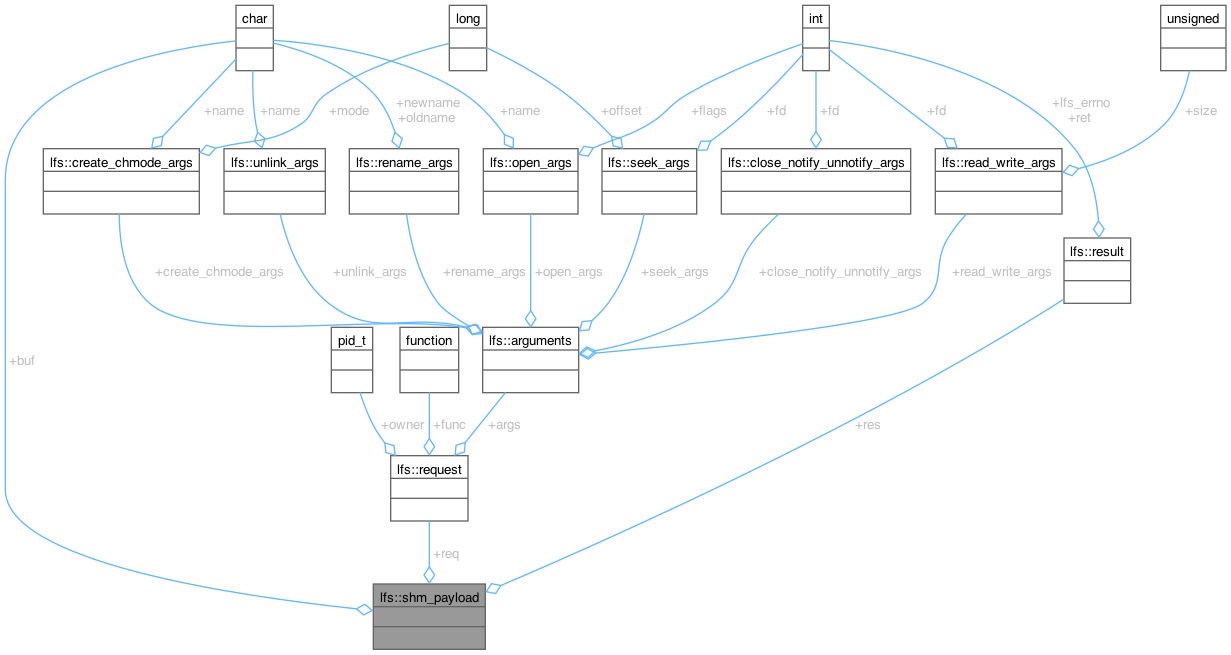 char
long
int
unsigned
+name
+name
+mode
+newname
+oldname
+name
+offset
+flags
+fd
+fd
+fd
+lfs_errno
+ret
+size
lfs::create_chmode_args
lfs::unlink_args
lfs::rename_args
lfs::open_args
lfs::seek_args
lfs::close_notify_unnotify_args
lfs::read_write_args
lfs::result
+create_chmode_args
+unlink_args
+rename_args
+open_args
+seek_args
+close_notify_unnotify_args
+read_write_args
pid_t
function
lfs::arguments
+buf
+owner
+func
+args
+res
lfs::request
+req
lfs::shm_payload